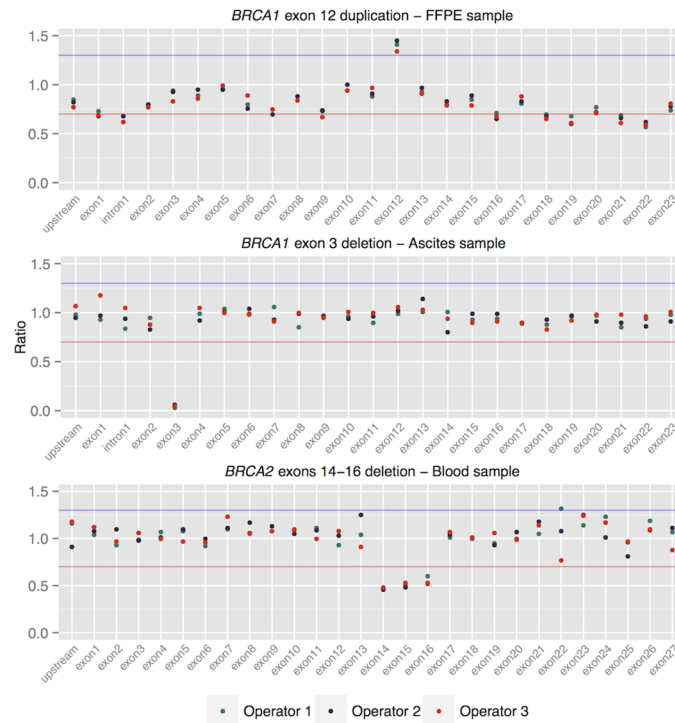 BRCA1 exon 12 duplication – FFPE sample
1.5
1.0
0.5
0.0
upstream exon1 intron1 exon2 exon3 exon4 exon5 exon6 exon7 exon8 exon9 exon10 exon11 exon12 exon13 exon14 exon15 exon16 exon17 exon18 exon19 exon20 exon21 exon22 exon23
BRCA1 exon 3 deletion – Ascites sample
1.5
1.0
0.5
0.0
Ratio
upstream exon1 intron1 exon2 exon3 exon4 exon5 exon6 exon7 exon8 exon9 exon10 exon11 exon12 exon13 exon14 exon15 exon16 exon17 exon18 exon19 exon20 exon21 exon22 exon23
BRCA2 exons 14–16 deletion – Blood sample
1.5
1.0
0.5
0.0
upstream exon1 exon2 exon3 exon4 exon5 exon6 exon7 exon8 exon9 exon10 exon11 exon12 exon13 exon14 exon15 exon16 exon17 exon18 exon19 exon20 exon21 exon22 exon23 exon24 exon25 exon26 exon27
Operator 1 Operator 2 Operator 3